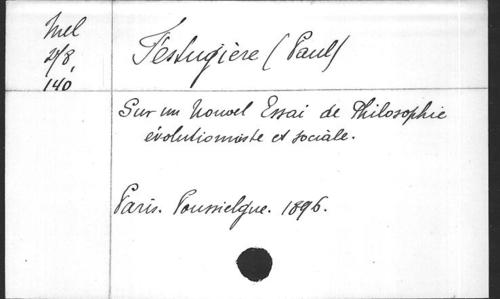 Mel
2/8,
140
Festugière (Paul)
Sur un Nouvel Essai de Philosophie
évolutionniste et sociale.
Paris. Poussielgue. 1896.